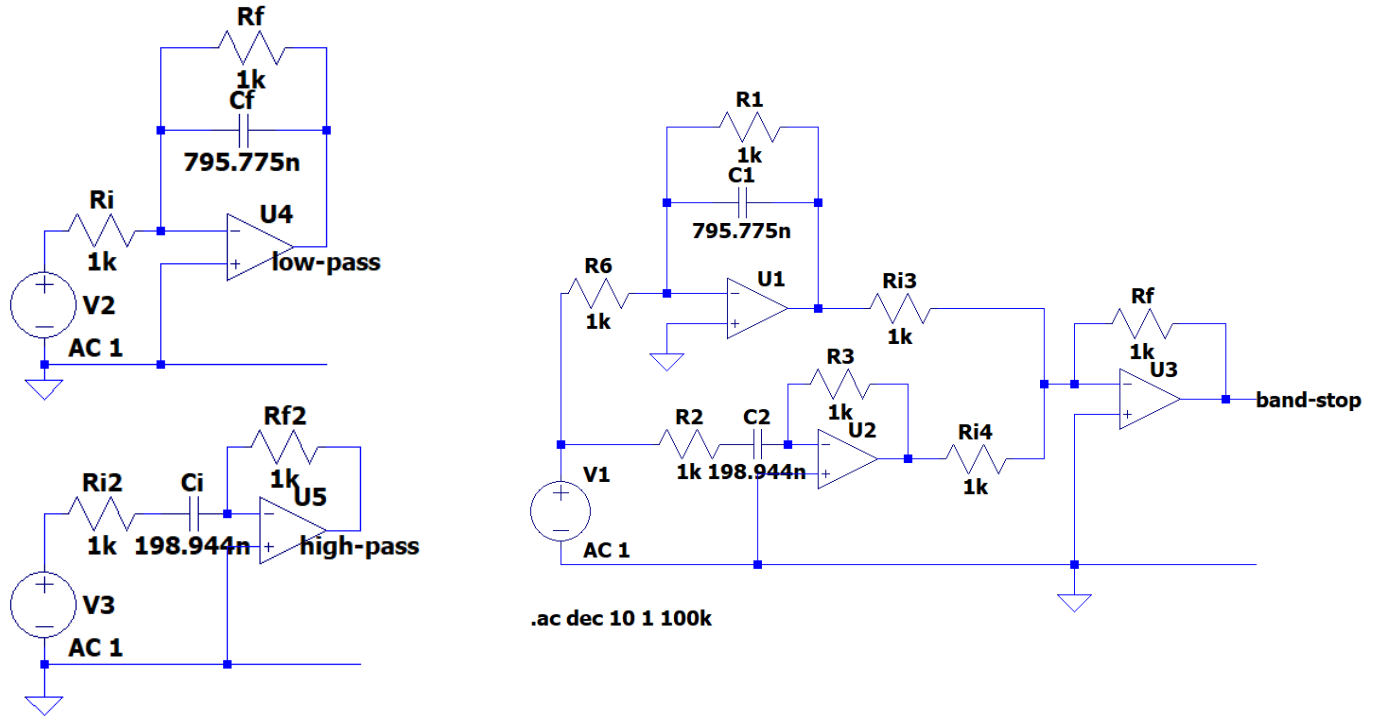 Rf
1k
Cf
795.775n
Ri
1k
U4
low-pass
V2
AC 1
Rf2
1k
Ri2
Ci
U5
1k
198.944n
high-pass
V3
AC 1
R1
1k
C1
795.775n
R6
1k
U1
Ri3
1k
Rf
1k
U3
band-stop
R3
1k
R2
C2
U2
1k
198.944n
Ri4
1k
V1
AC 1
.ac dec 10 1 100k